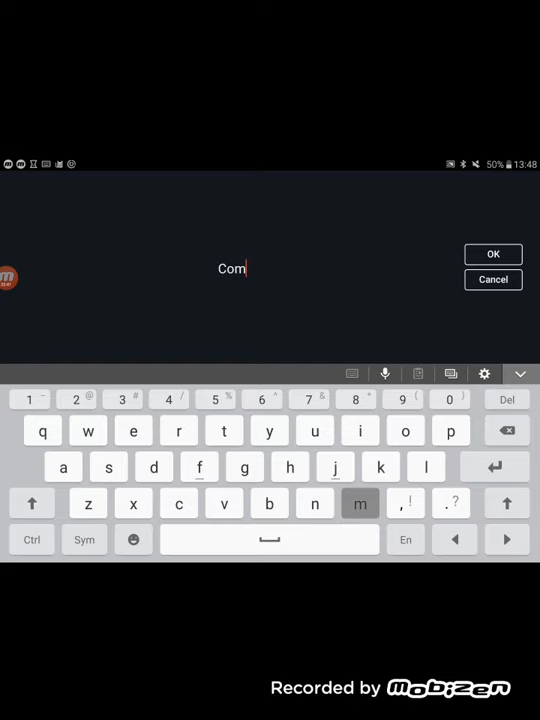 50% 13:48
Com
OK
Cancel
1 - 2 @ 3 # 4 / 5 % 6 ^ 7 & 8 * 9 ( 0 ) Del
q w e r t y u i o p
a s d f g h j k l
z x c v b n m , ! . ?
Ctrl Sym En
Recorded by mobizen